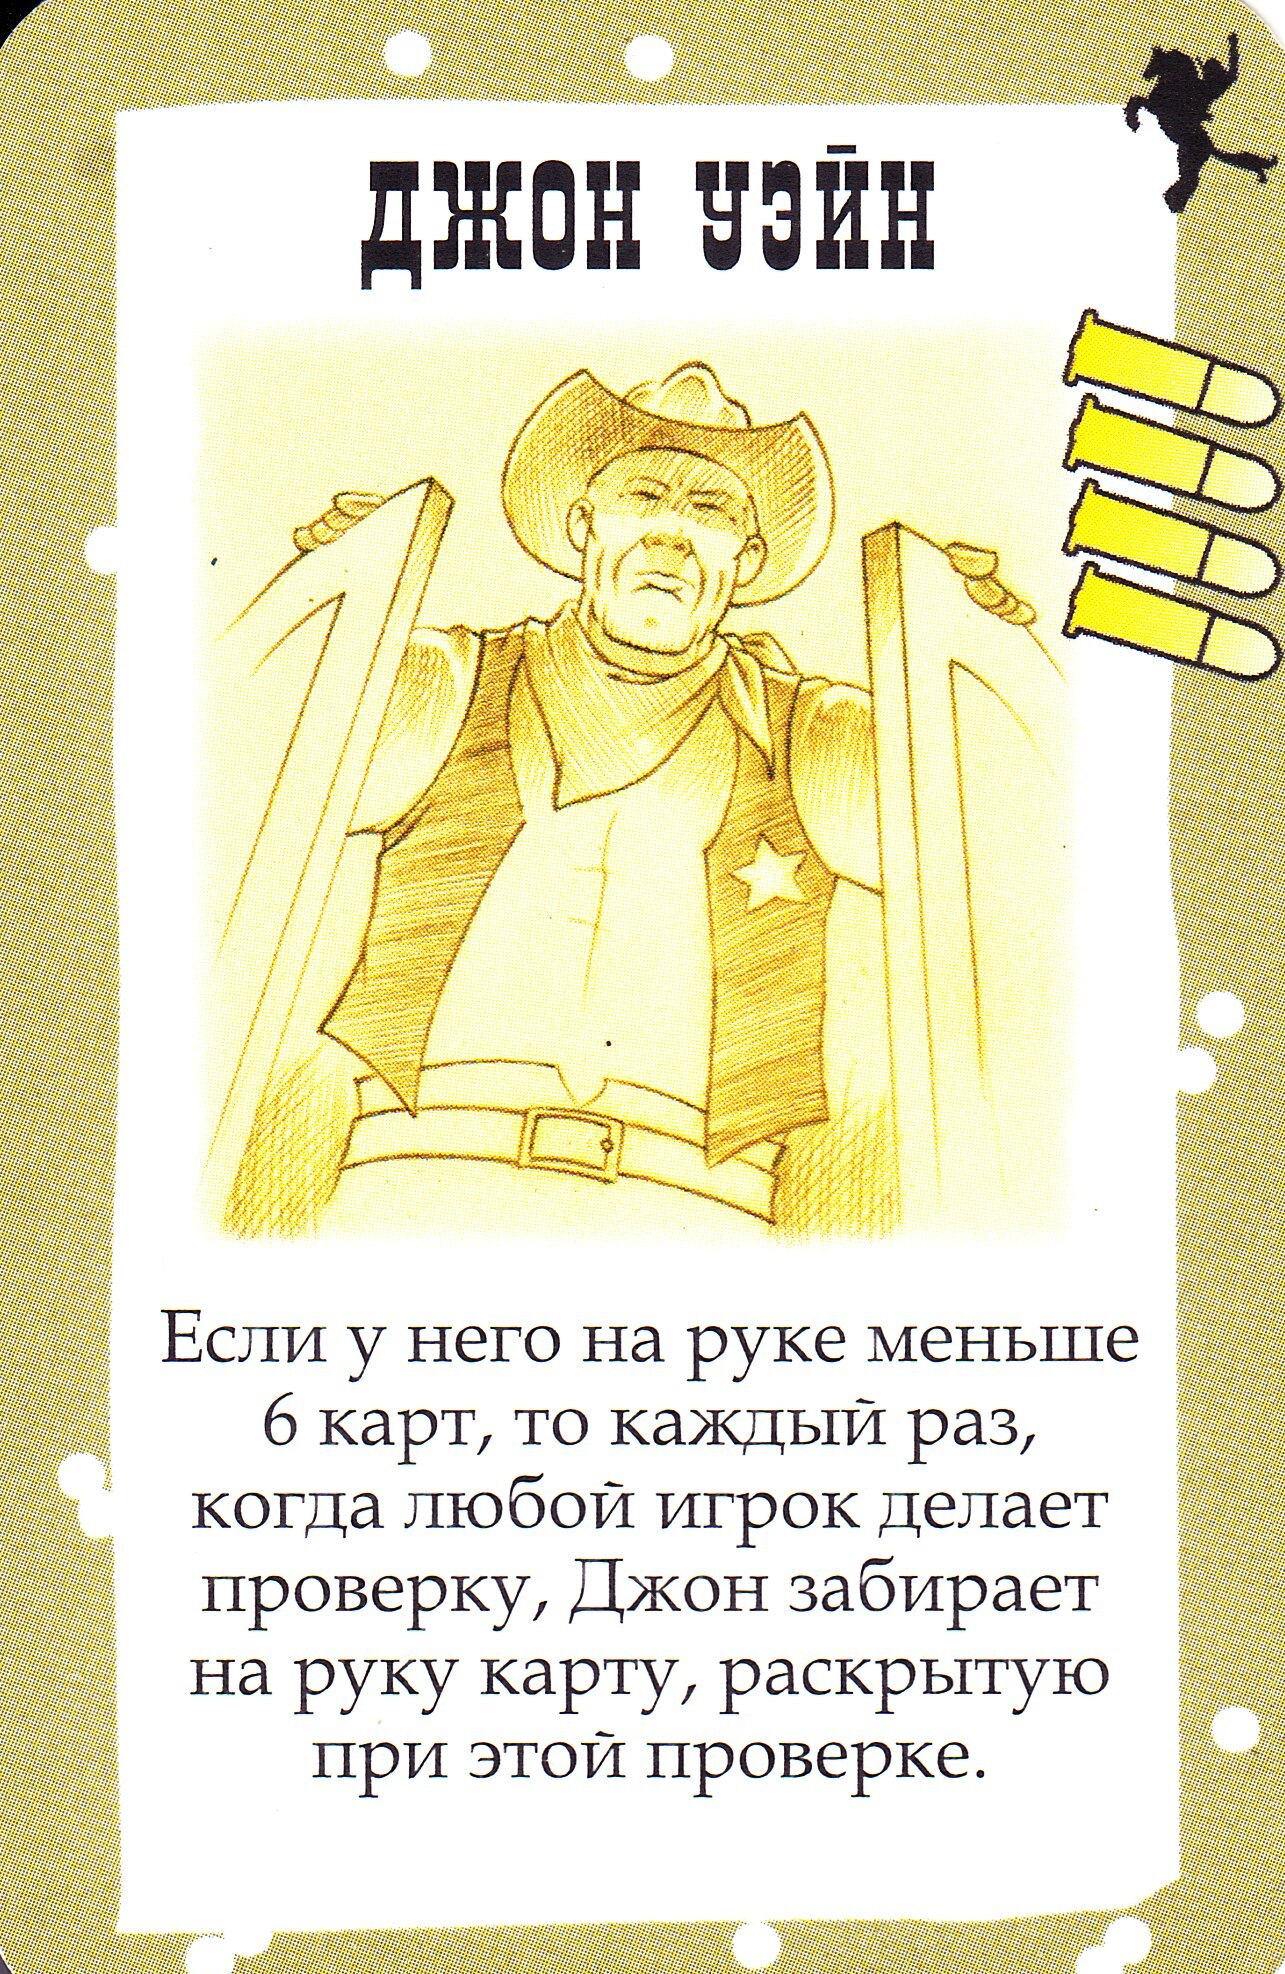 ДЖОН УЭЙН
Если у него на руке меньше
6 карт, то каждый раз,
когда любой игрок делает
проверку, Джон забирает
на руку карту, раскрытую
при этой проверке.